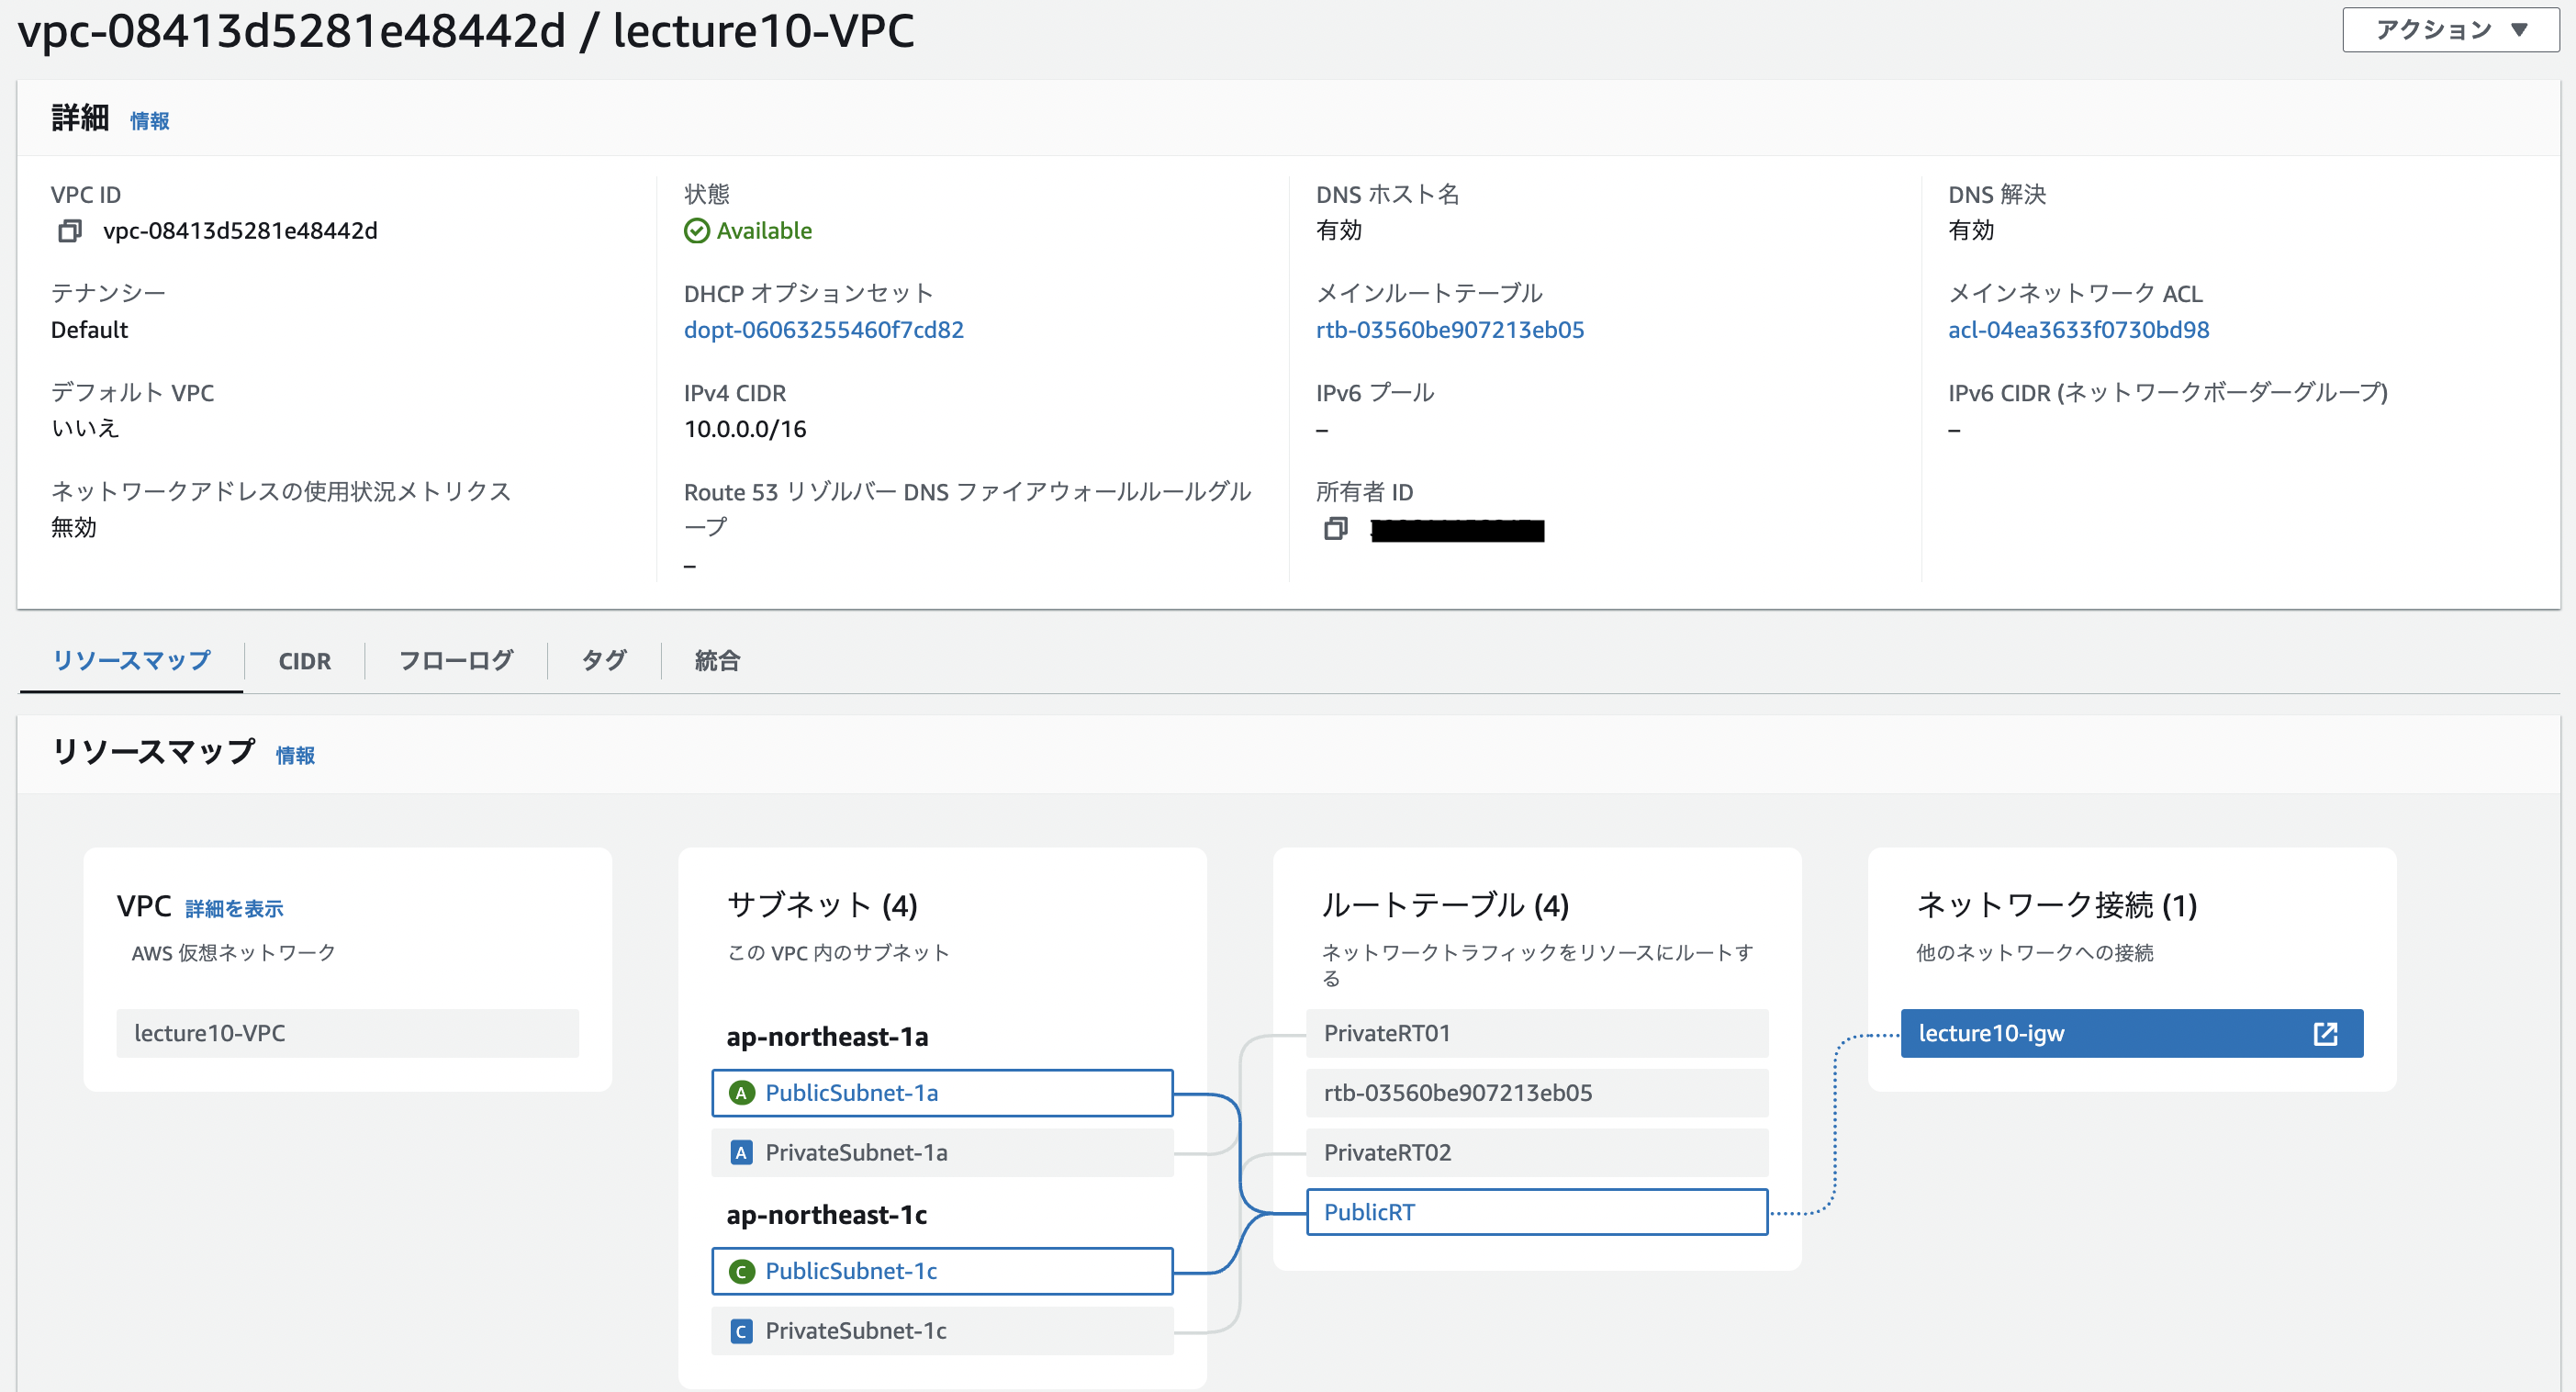 vpc-08413d5281e48442d / lecture10-VPC
アクション ▼
詳細 情報
VPC ID
vpc-08413d5281e48442d
状態
Available
DNS ホスト名
有効
DNS 解決
有効
テナンシー
Default
DHCP オプションセット
dopt-06063255460f7cd82
メインルートテーブル
rtb-03560be907213eb05
メインネットワーク ACL
acl-04ea3633f0730bd98
デフォルト VPC
いいえ
IPv4 CIDR
10.0.0.0/16
IPv6 プール
–
IPv6 CIDR (ネットワークボーダーグループ)
–
ネットワークアドレスの使用状況メトリクス
無効
Route 53 リゾルバー DNS ファイアウォールルールグル
ープ
–
所有者 ID
リソースマップ
CIDR
フローログ
タグ
統合
リソースマップ 情報
VPC 詳細を表示
AWS 仮想ネットワーク
lecture10-VPC
サブネット (4)
この VPC 内のサブネット
ap-northeast-1a
A PublicSubnet-1a
A PrivateSubnet-1a
ap-northeast-1c
C PublicSubnet-1c
C PrivateSubnet-1c
ルートテーブル (4)
ネットワークトラフィックをリソースにルートす
る
PrivateRT01
rtb-03560be907213eb05
PrivateRT02
PublicRT
ネットワーク接続 (1)
他のネットワークへの接続
lecture10-igw